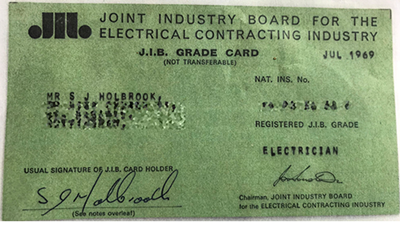 JIB JOINT INDUSTRY BOARD FOR THE
ELECTRICAL CONTRACTING INDUSTRY
J.I.B. GRADE CARD JUL 1969
(NOT TRANSFERABLE)
NAT. INS. No.
MR S J HOLBROOK,
REGISTERED J.I.B. GRADE
ELECTRICIAN
USUAL SIGNATURE OF J.I.B. CARD HOLDER
S J Holbrook
(See notes overleaf)
Chairman, JOINT INDUSTRY BOARD
for the ELECTRICAL CONTRACTING INDUSTRY